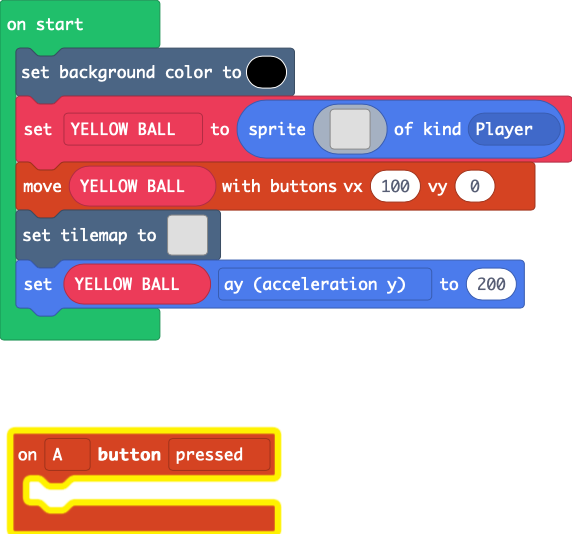 on start
set background color to
set YELLOW BALL to sprite of kind Player
move YELLOW BALL with buttons vx 100 vy 0
set tilemap to
set YELLOW BALL ay (acceleration y) to 200
on A button pressed